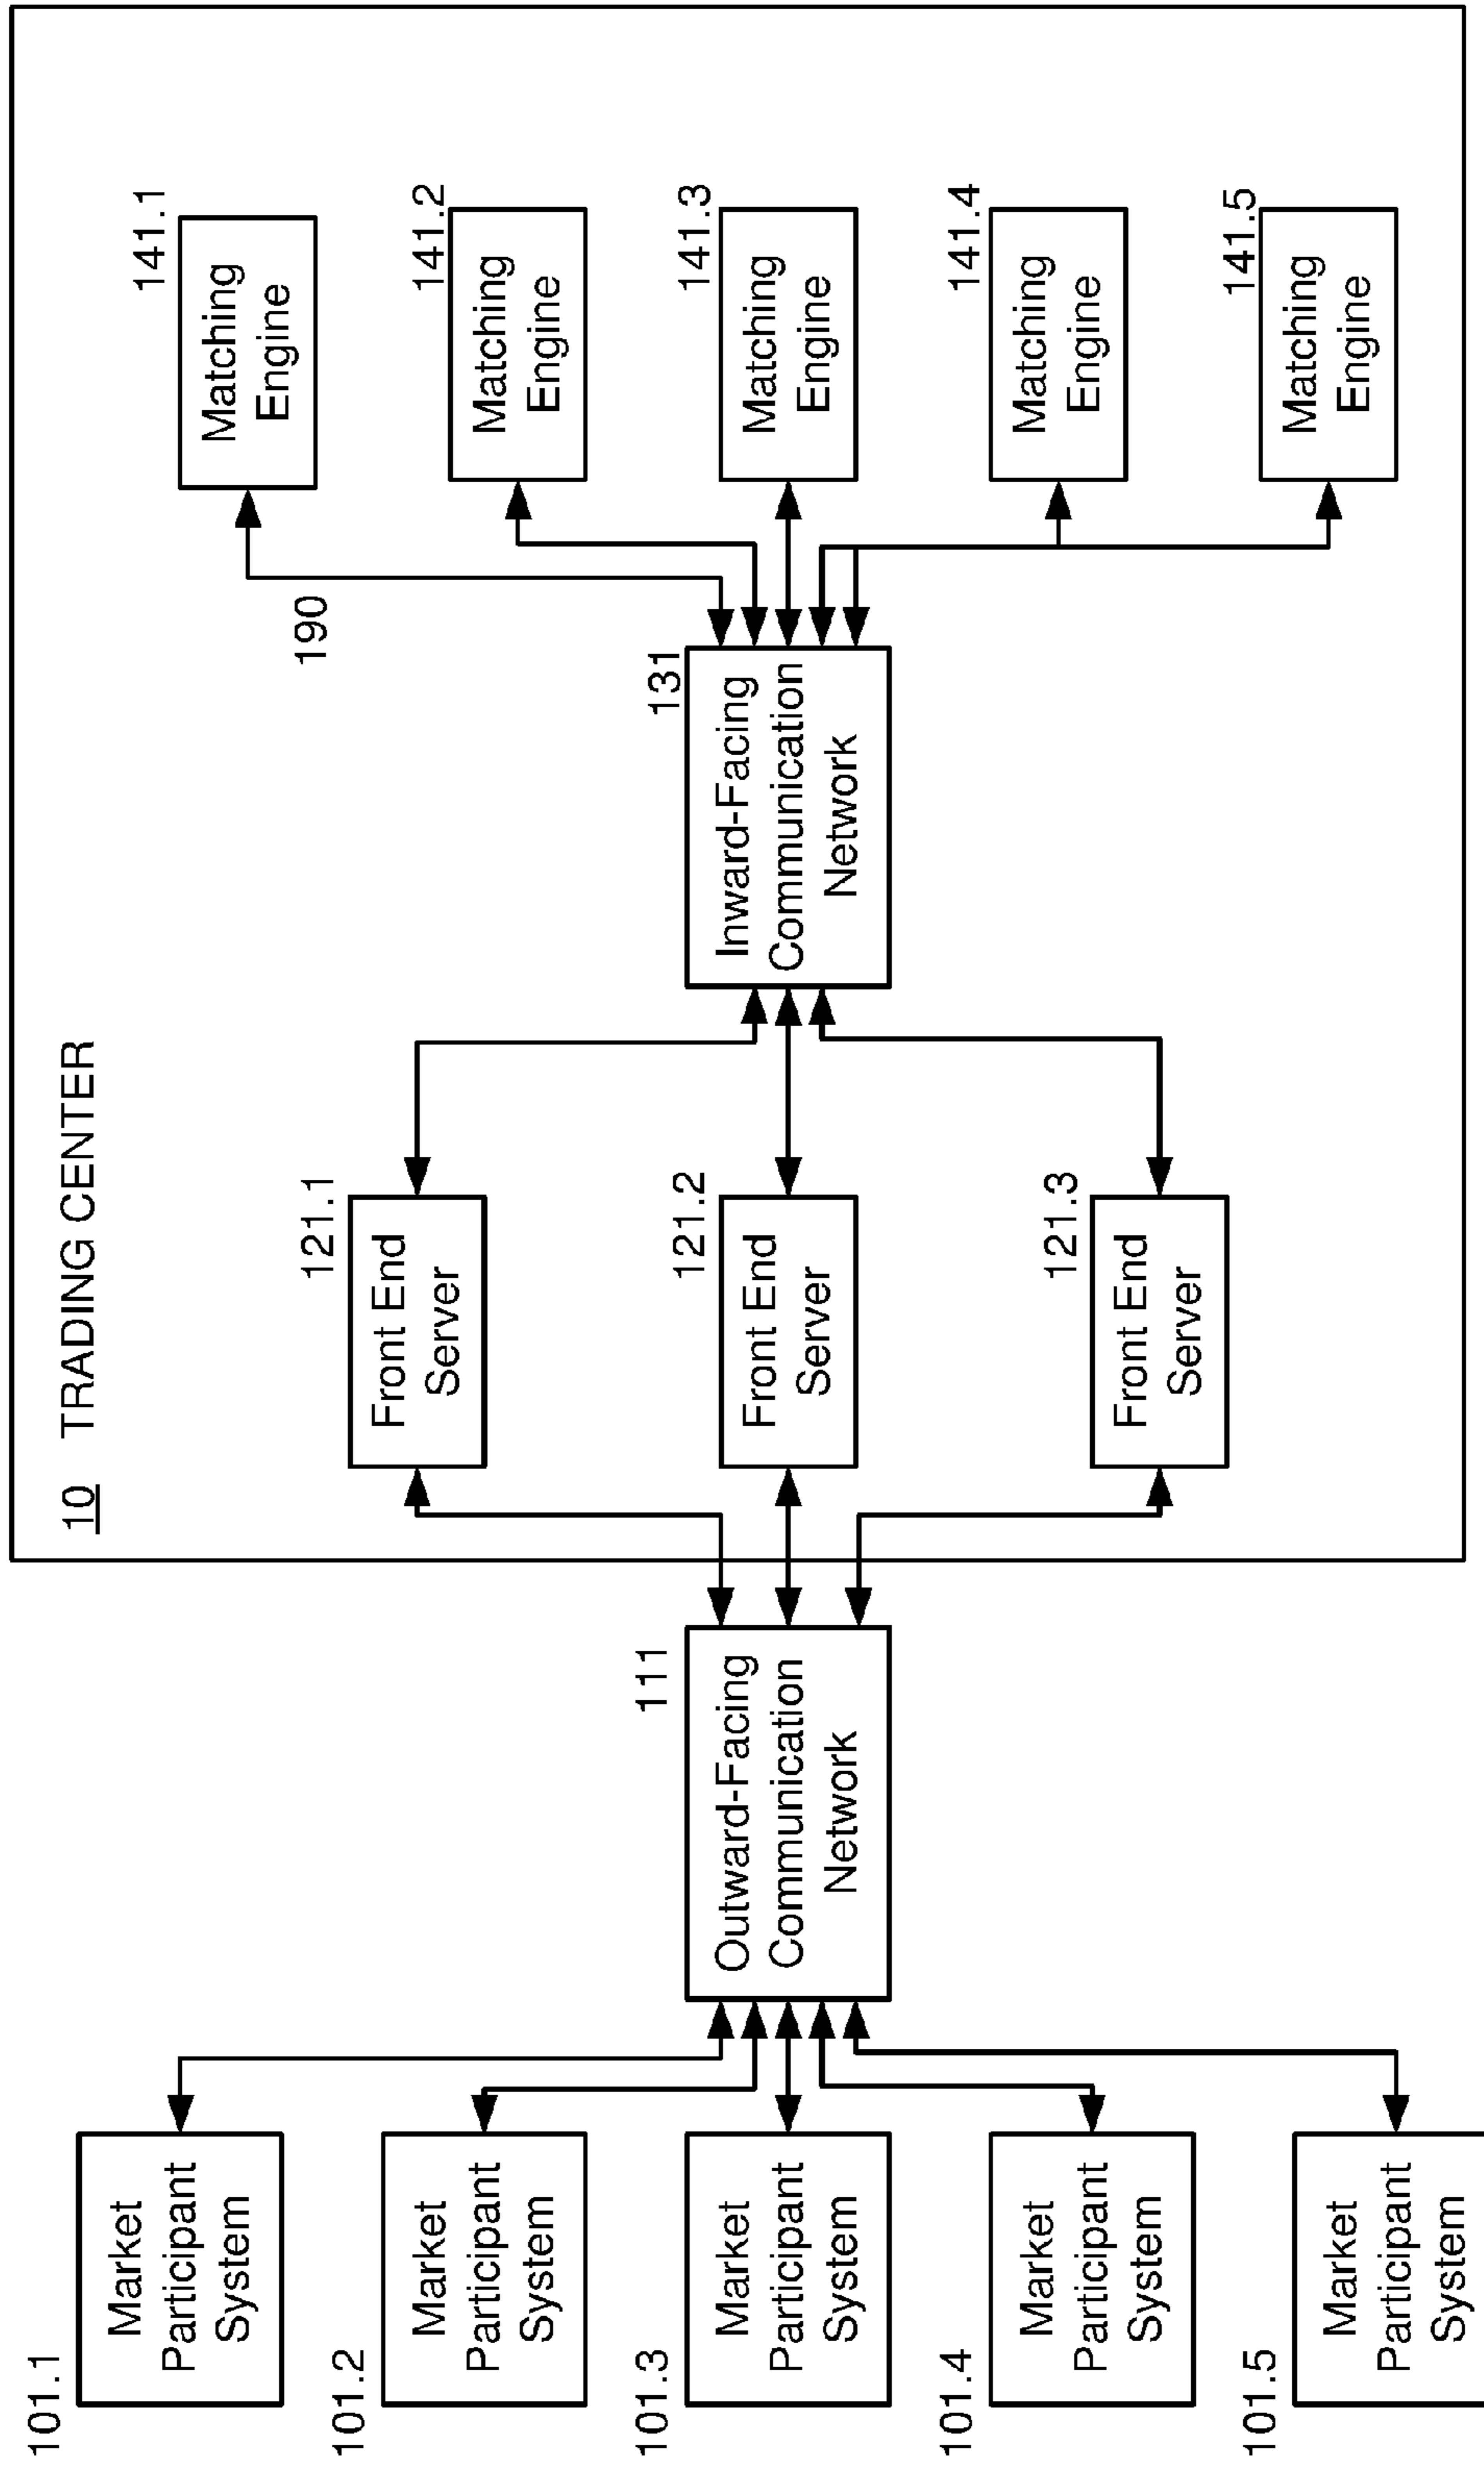 10 TRADING CENTER
101.1
Market
Participant
System
101.2
Market
Participant
System
101.3
Market
Participant
System
101.4
Market
Participant
System
101.5
Market
Participant
System
111
Outward-Facing
Communication
Network
121.1
Front End
Server
121.2
Front End
Server
121.3
Front End
Server
131
Inward-Facing
Communication
Network
190
141.1
Matching
Engine
141.2
Matching
Engine
141.3
Matching
Engine
141.4
Matching
Engine
141.5
Matching
Engine